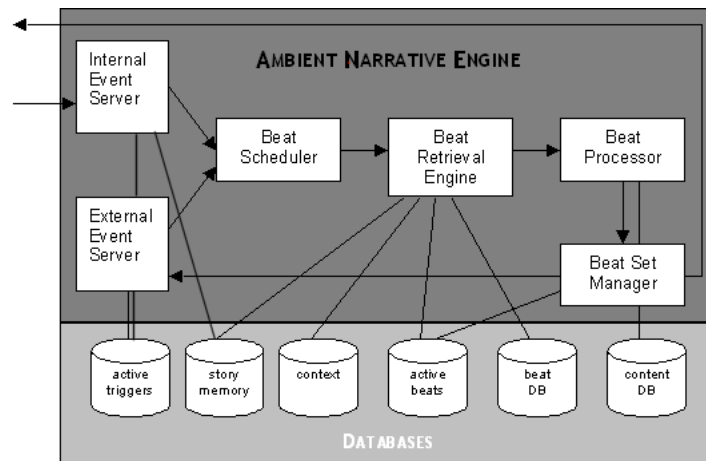 AMBIENT NARRATIVE ENGINE
Internal
Event
Server
Beat
Scheduler
Beat
Retrieval
Engine
Beat
Processor
External
Event
Server
Beat Set
Manager
active
triggers
story
memory
context
active
beats
beat
DB
content
DB
DATABASES